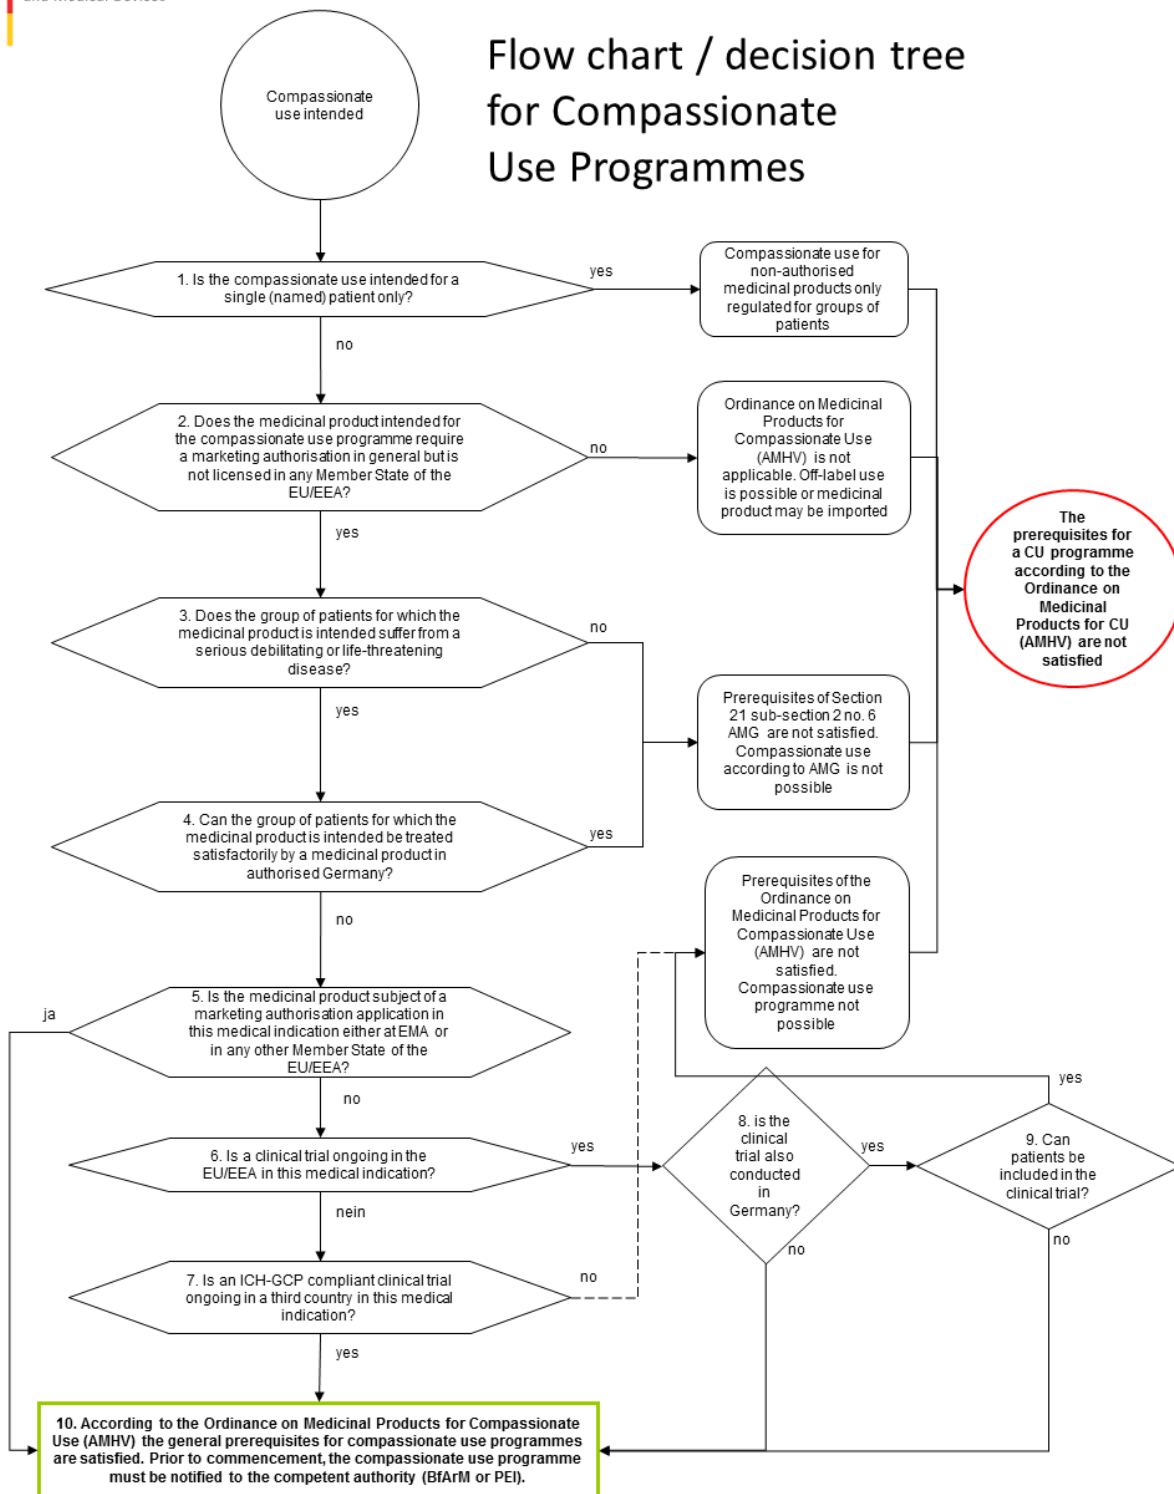 and Medical Devices
Flow chart / decision tree
for Compassionate
Use Programmes
Compassionate
use intended
1. Is the compassionate use intended for a
single (named) patient only?
yes
Compassionate use for
non-authorised
medicinal products only
regulated for groups of
patients
no
2. Does the medicinal product intended for
the compassionate use programme require
a marketing authorisation in general but is
not licensed in any Member State of the
EU/EEA?
no
Ordinance on Medicinal
Products for
Compassionate Use
(AMHV) is not
applicable. Off-label use
is possible or medicinal
product may be imported
yes
The
prerequisites for
a CU programme
according to the
Ordinance on
Medicinal
Products for CU
(AMHV) are not
satisfied
3. Does the group of patients for which the
medicinal product is intended suffer from a
serious debilitating or life-threatening
disease?
no
yes
Prerequisites of Section
21 sub-section 2 no. 6
AMG are not satisfied.
Compassionate use
according to AMG is not
possible
4. Can the group of patients for which the
medicinal product is intended be treated
satisfactorily by a medicinal product in
authorised Germany?
yes
no
Prerequisites of the
Ordinance on
Medicinal Products for
Compassionate Use
(AMHV) are not
satisfied.
Compassionate use
programme not
possible
5. Is the medicinal product subject of a
marketing authorisation application in
this medical indication either at EMA or
in any other Member State of the
EU/EEA?
ja
no
6. Is a clinical trial ongoing in the
EU/EEA in this medical indication?
yes
8. is the
clinical
trial also
conducted
in
Germany?
yes
9. Can
patients be
included in the
clinical trial?
yes
nein
no
no
7. Is an ICH-GCP compliant clinical trial
ongoing in a third country in this medical
indication?
no
yes
10. According to the Ordinance on Medicinal Products for Compassionate
Use (AMHV) the general prerequisites for compassionate use programmes
are satisfied. Prior to commencement, the compassionate use programme
must be notified to the competent authority (BfArM or PEI).